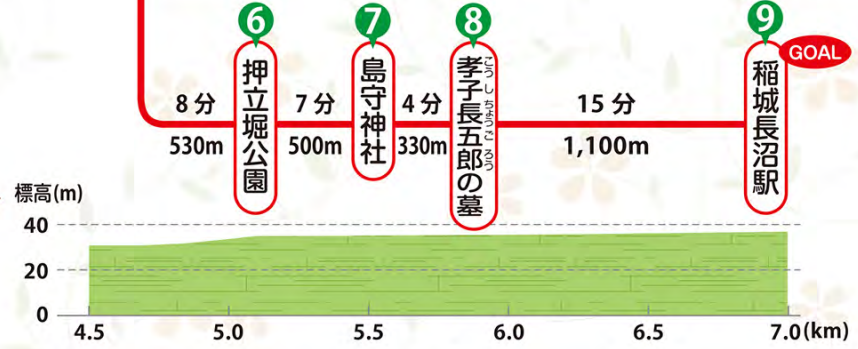 6
押立堀公園
7
島守神社
8
孝子長五郎の墓
こうしちょうごろう
9
稲城長沼駅
GOAL
8分
530m
7分
500m
4分
330m
15分
1,100m
標高(m)
40
20
0
4.5
5.0
5.5
6.0
6.5
7.0(km)